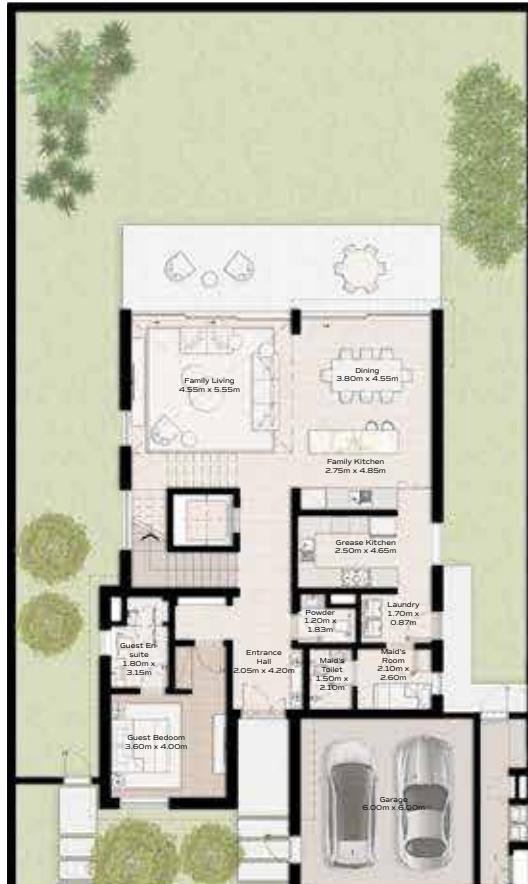 Dining
3.80m x 4.55m
Family Living
4.55m x 5.55m
Family Kitchen
2.75m x 4.85m
Grease Kitchen
2.50m x 4.65m
Laundry
1.70m x
0.87m
Powder
1.20m x
1.83m
Guest En
suite
1.80m x
3.15m
Entrance
Hall
2.05m x 4.20m
Maid's
Toilet
1.50m x
2.10m
Maid's
Room
2.10m x
2.60m
Guest Bedoom
3.60m x 4.00m
Garage
6.00m x 6.00m